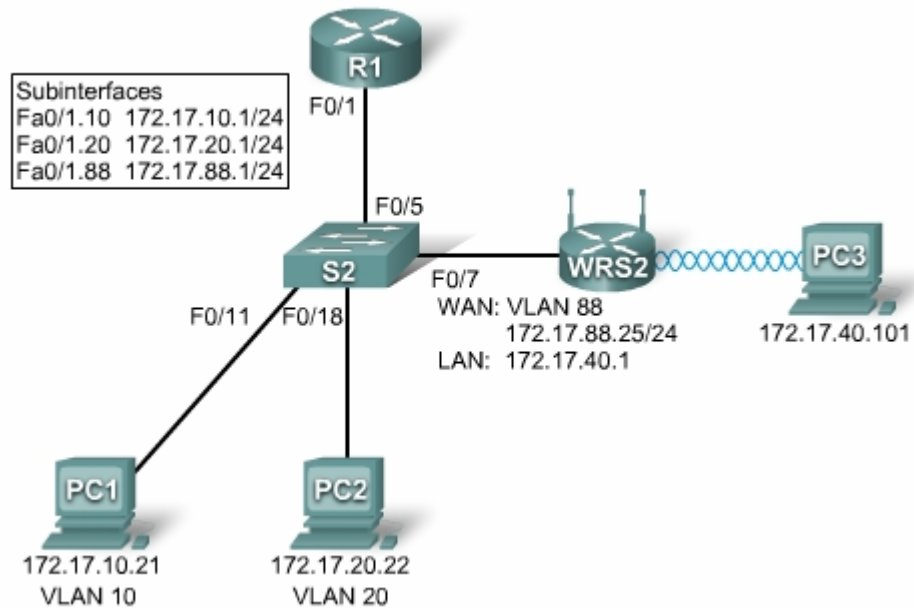 R1
Subinterfaces
Fa0/1.10 172.17.10.1/24
Fa0/1.20 172.17.20.1/24
Fa0/1.88 172.17.88.1/24
F0/1
F0/5
S2
F0/7
WRS2
PC3
WAN: VLAN 88
172.17.88.25/24
LAN: 172.17.40.1
172.17.40.101
F0/11
F0/18
PC1
PC2
172.17.10.21
VLAN 10
172.17.20.22
VLAN 20